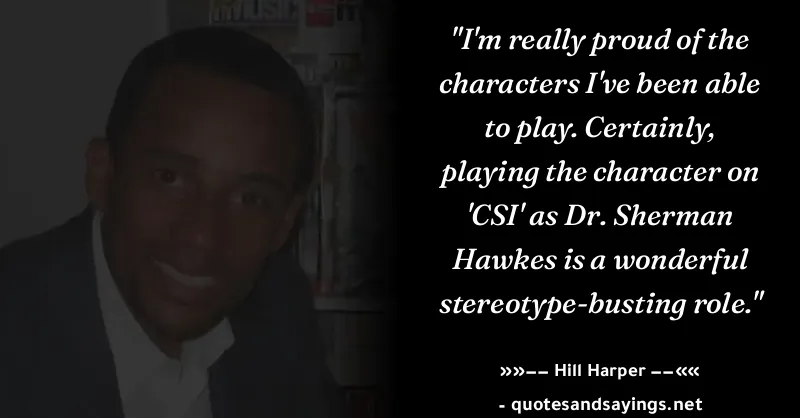 "I'm really proud of the
characters I've been able
to play. Certainly,
playing the character on
'CSI' as Dr. Sherman
Hawkes is a wonderful
stereotype-busting role."
»»−− Hill Harper −−««
- quotesandsayings.net